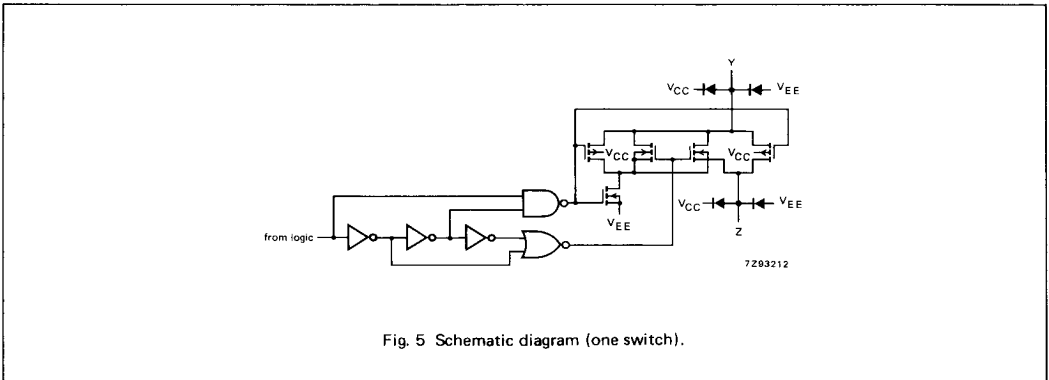 Y
VCC VEE
VCC VCC
VCC VEE
VEE
from logic
Z
7Z93212
Fig. 5 Schematic diagram (one switch).